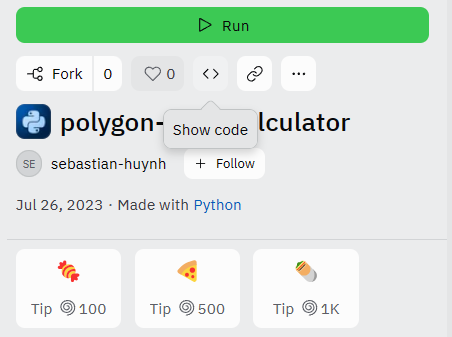 Run
Fork 0 0
Show code
polygon- lculator
SE sebastian-huynh + Follow
Jul 26, 2023 · Made with Python
Tip 100 Tip 500 Tip 1K